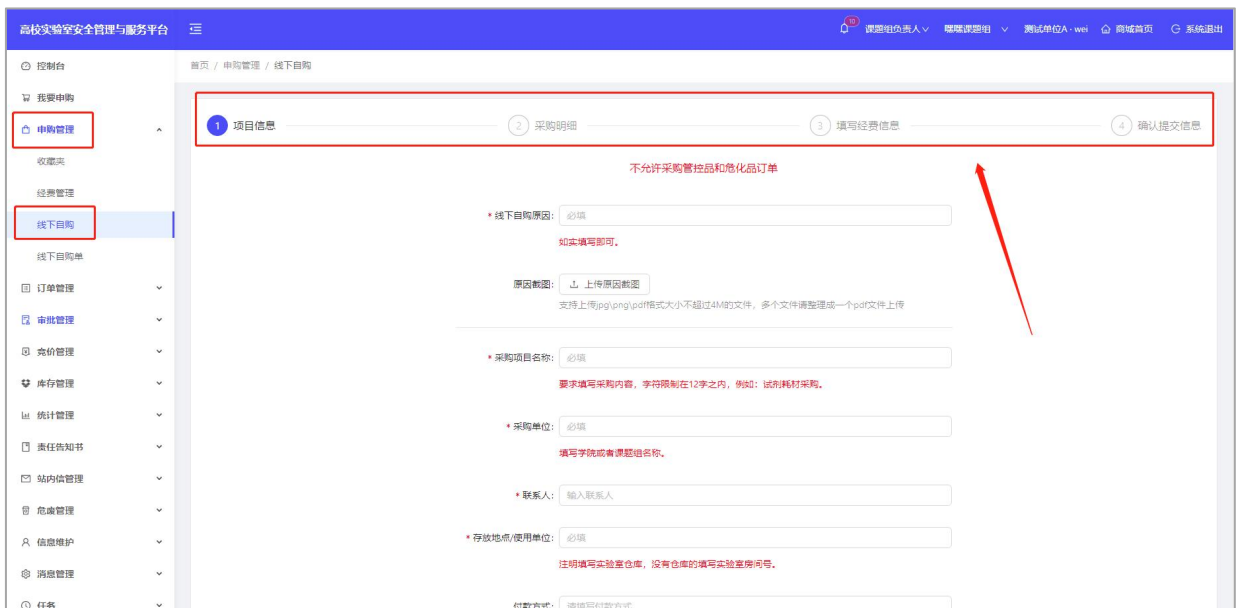 高校实验室安全管理与服务平台
10
课题组负责人
嘿嘿课题组
测试单位A · wei
商城首页
系统退出
控制台
我要申购
申购管理
收藏夹
经费管理
线下自购
线下自购单
订单管理
审批管理
竞价管理
库存管理
统计管理
责任告知书
站内信管理
危废管理
信息维护
消息管理
任务
首页 / 申购管理 / 线下自购
1 项目信息
2 采购明细
3 填写经费信息
4 确认提交信息
不允许采购管控品和危化品订单
* 线下自购原因: 必填
如实填写即可。
原因截图: 上传原因截图
支持上传jpg\png\pdf格式大小不超过4M的文件，多个文件请整理成一个pdf文件上传
* 采购项目名称: 必填
要求填写采购内容，字符限制在12字之内，例如：试剂耗材采购。
* 采购单位: 必填
填写学院或者课题组名称。
* 联系人: 输入联系人
* 存放地点/使用单位: 必填
注明填写实验室仓库，没有仓库的填写实验室房间号。
付款方式: 请填写付款方式